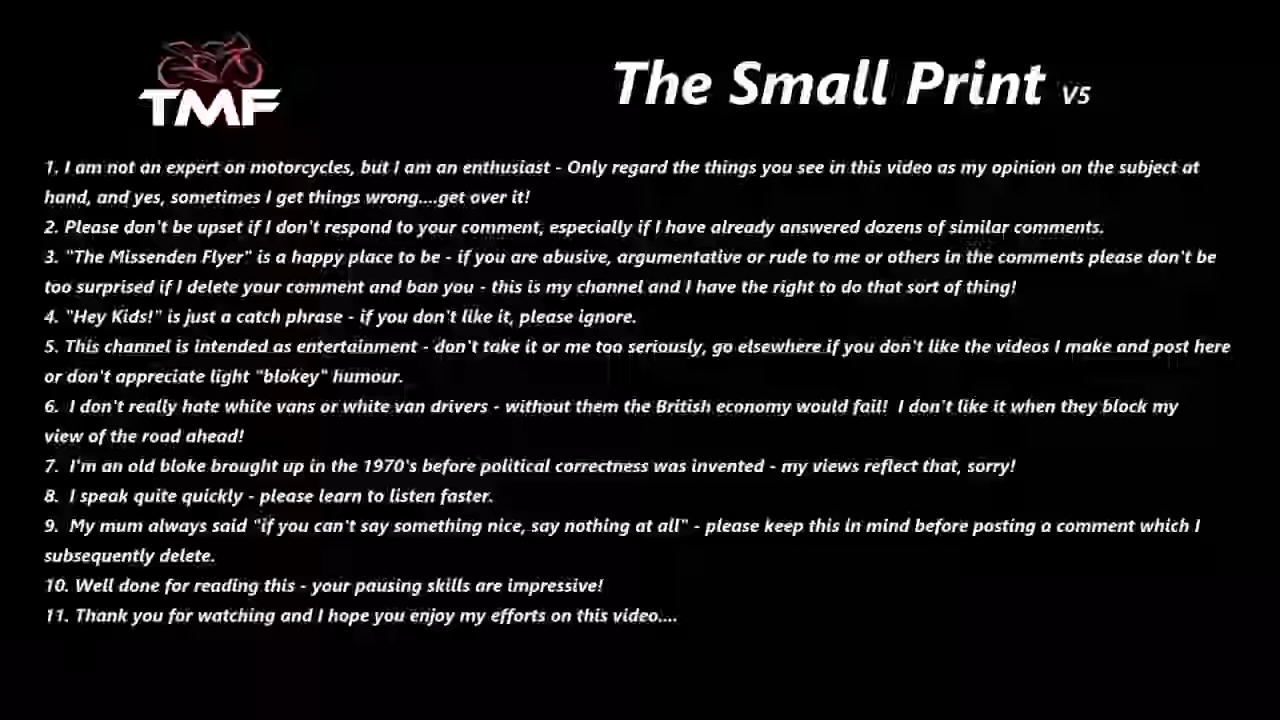 TMF
The Small Print V5
1. I am not an expert on motorcycles, but I am an enthusiast - Only regard the things you see in this video as my opinion on the subject at
hand, and yes, sometimes I get things wrong....get over it!
2. Please don't be upset if I don't respond to your comment, especially if I have already answered dozens of similar comments.
3. "The Missenden Flyer" is a happy place to be - if you are abusive, argumentative or rude to me or others in the comments please don't be
too surprised if I delete your comment and ban you - this is my channel and I have the right to do that sort of thing!
4. "Hey Kids!" is just a catch phrase - if you don't like it, please ignore.
5. This channel is intended as entertainment - don't take it or me too seriously, go elsewhere if you don't like the videos I make and post here
or don't appreciate light "blokey" humour.
6.  I don't really hate white vans or white van drivers - without them the British economy would fail!  I don't like it when they block my
view of the road ahead!
7.  I'm an old bloke brought up in the 1970's before political correctness was invented - my views reflect that, sorry!
8.  I speak quite quickly - please learn to listen faster.
9.  My mum always said "if you can't say something nice, say nothing at all" - please keep this in mind before posting a comment which I
subsequently delete.
10. Well done for reading this - your pausing skills are impressive!
11. Thank you for watching and I hope you enjoy my efforts on this video....